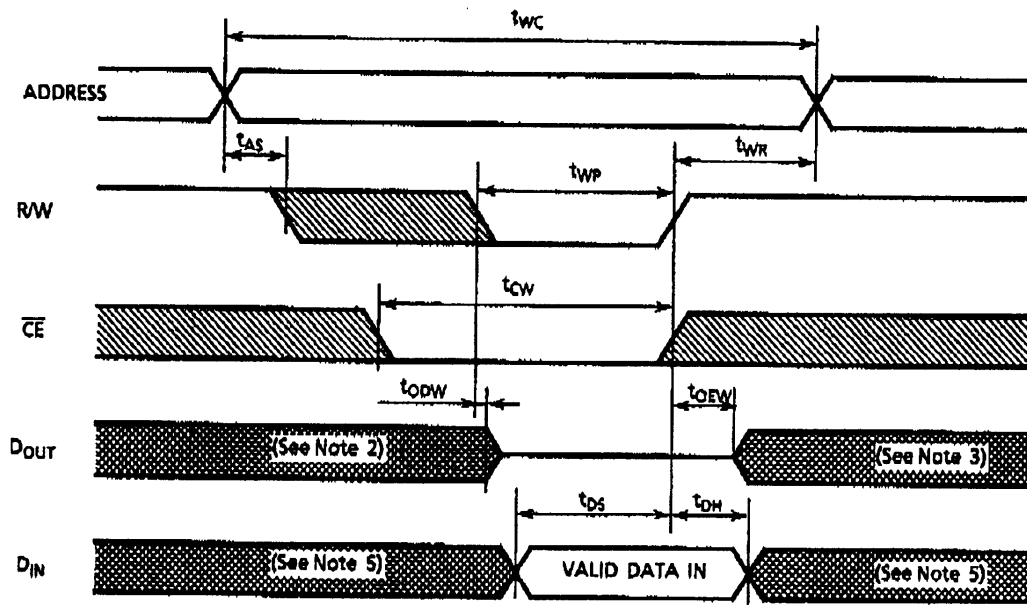 tWC
ADDRESS
tAS
tWR
tWP
R/W
tCW
CE
tODW
tOEW
DOUT
(See Note 2)
(See Note 3)
tDS
tDH
DIN
(See Note 5)
VALID DATA IN
(See Note 5)